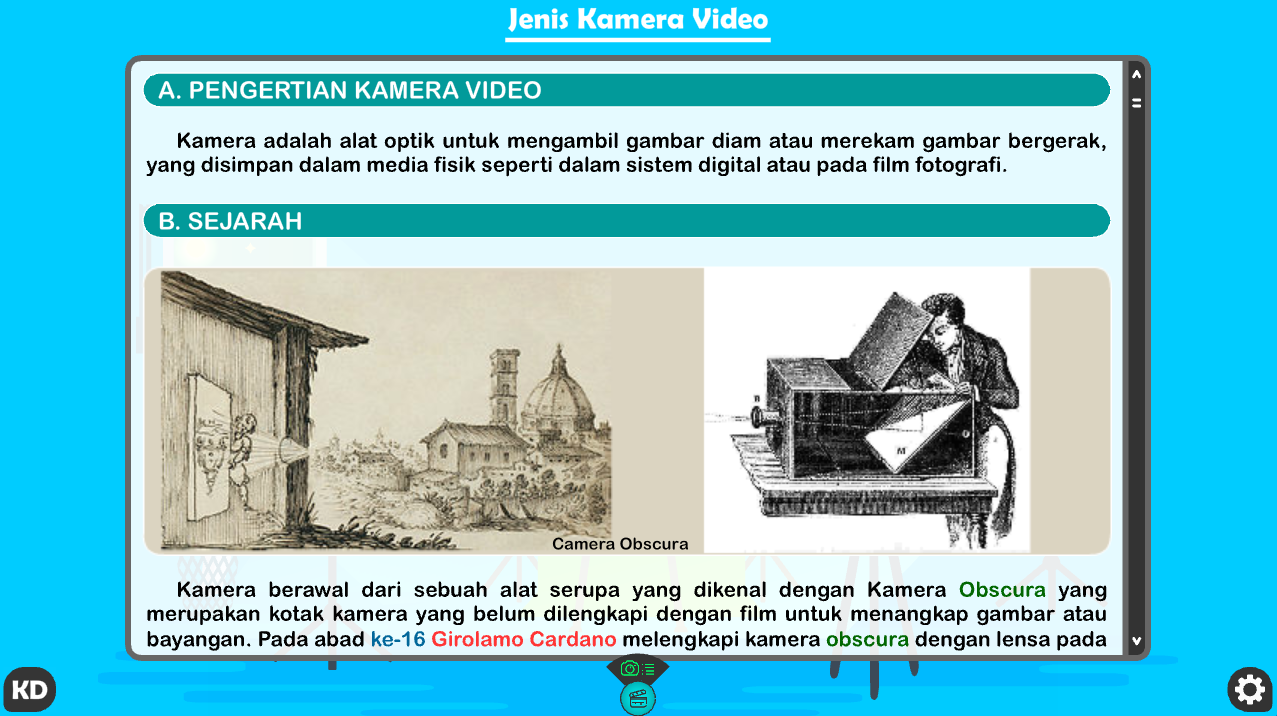 Jenis Kamera Video
A. PENGERTIAN KAMERA VIDEO
Kamera adalah alat optik untuk mengambil gambar diam atau merekam gambar bergerak,
yang disimpan dalam media fisik seperti dalam sistem digital atau pada film fotografi.
B. SEJARAH
B
M
O
Camera Obscura
Kamera berawal dari sebuah alat serupa yang dikenal dengan Kamera Obscura yang
merupakan kotak kamera yang belum dilengkapi dengan film untuk menangkap gambar atau
bayangan. Pada abad ke-16 Girolamo Cardano melengkapi kamera obscura dengan lensa pada
KD